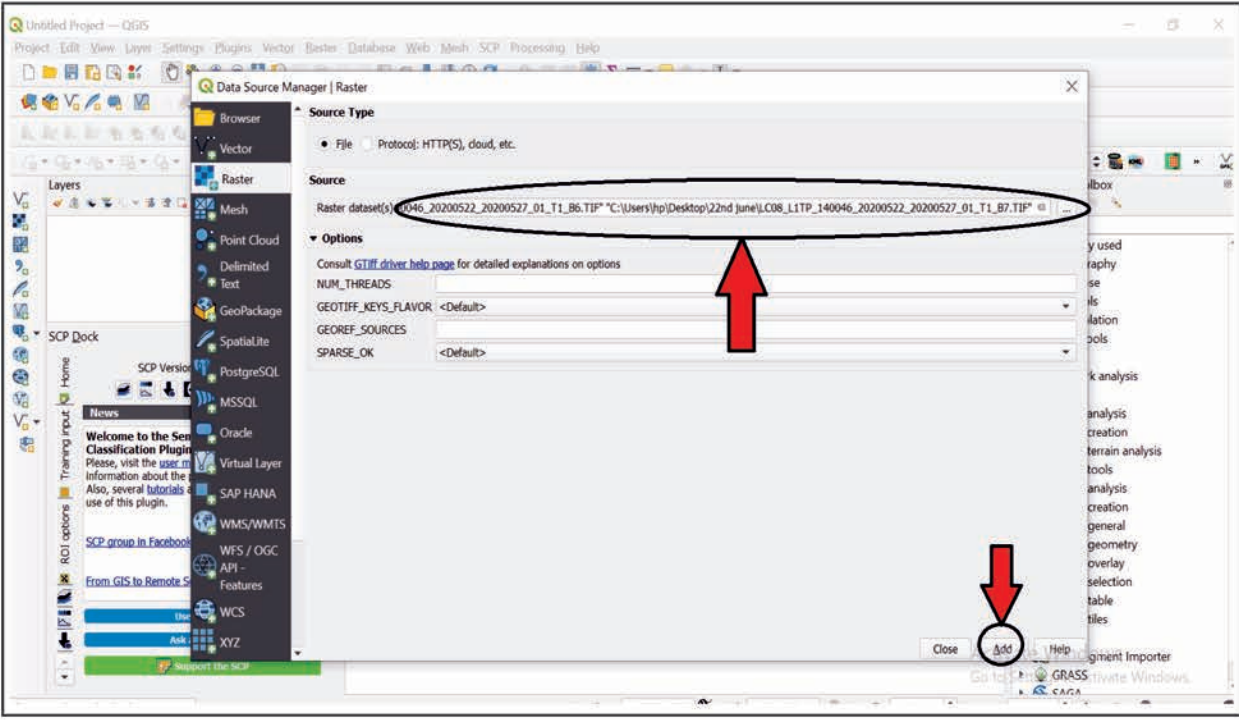 Untitled Project — QGIS
Project Edit View Layer Settings Plugins Vector Raster Database Web Mesh SCP Processing Help
Data Source Manager | Raster
Browser
Vector
Raster
Mesh
Point Cloud
Delimited
Text
GeoPackage
SpatiaLite
PostgreSQL
MSSQL
Oracle
Virtual Layer
SAP HANA
WMS/WMTS
WFS / OGC
API -
Features
WCS
XYZ
Source Type
File Protocol: HTTP(S), cloud, etc.
Source
Raster dataset(s) 0046_20200522_20200527_01_T1_B6.TIF" "C:\Users\hp\Desktop\22nd june\LC08_L1TP_140046_20200522_20200527_01_T1_B7.TIF" ...
Options
Consult GTiff driver help page for detailed explanations on options
NUM_THREADS
GEOTIFF_KEYS_FLAVOR <Default>
GEOREF_SOURCES
SPARSE_OK <Default>
Close Add Help
Layers
SCP Dock
Home
Training input
ROI options
SCP Version
News
Welcome to the Sem
Classification Plugin
Please, visit the user m
information about the p
Also, several tutorials a
use of this plugin.
SCP group in Facebook
From GIS to Remote S
Use
Ask
Support the SCP
lbox
y used
raphy
se
ls
lation
ools
k analysis
analysis
creation
terrain analysis
tools
analysis
creation
general
geometry
overlay
selection
table
tiles
gment Importer
GRASS
SAGA